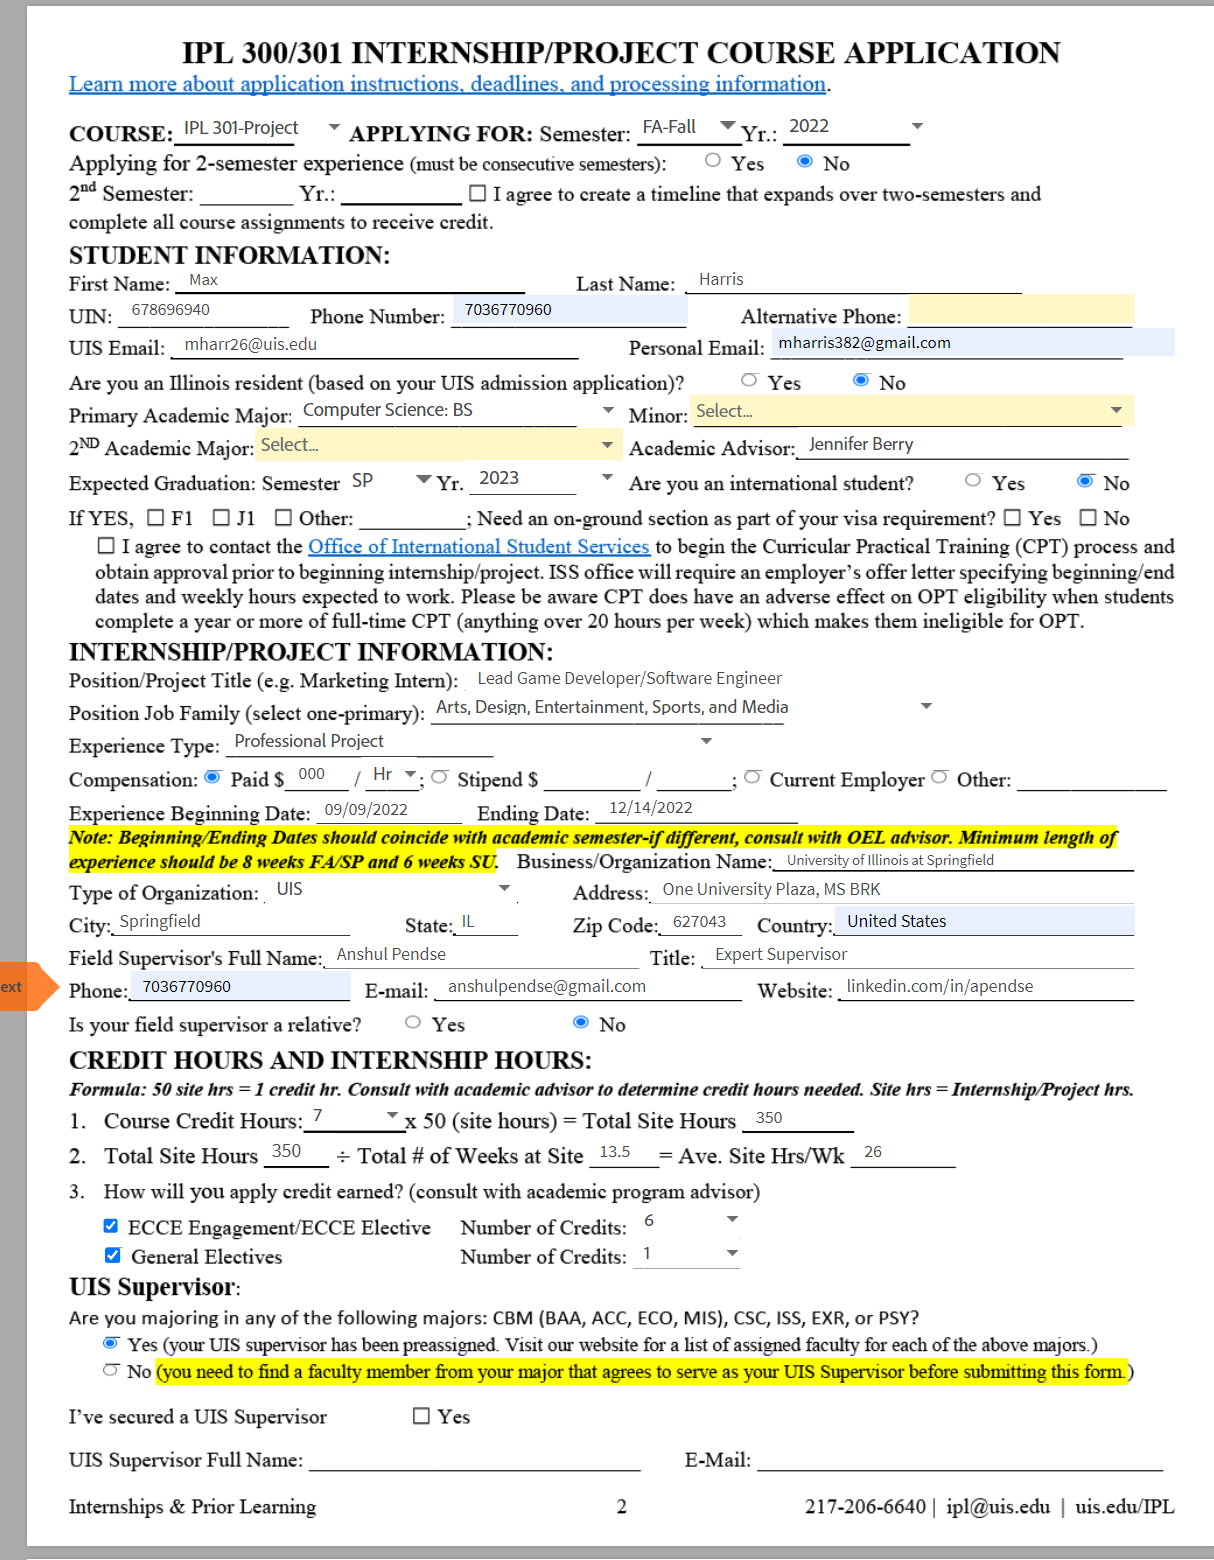 IPL 300/301 INTERNSHIP/PROJECT COURSE APPLICATION
Learn more about application instructions, deadlines, and processing information.
COURSE: IPL 301-Project APPLYING FOR: Semester: FA-Fall Yr.: 2022
Applying for 2-semester experience (must be consecutive semesters): Yes No
2nd Semester: Yr.: I agree to create a timeline that expands over two-semesters and
complete all course assignments to receive credit.
STUDENT INFORMATION:
First Name: Max Last Name: Harris
UIN: 678696940 Phone Number: 7036770960 Alternative Phone:
UIS Email: mharr26@uis.edu Personal Email: mharris382@gmail.com
Are you an Illinois resident (based on your UIS admission application)? Yes No
Primary Academic Major: Computer Science: BS Minor: Select...
2ND Academic Major: Select... Academic Advisor: Jennifer Berry
Expected Graduation: Semester SP Yr. 2023 Are you an international student? Yes No
If YES, F1 J1 Other: ; Need an on-ground section as part of your visa requirement? Yes No
I agree to contact the Office of International Student Services to begin the Curricular Practical Training (CPT) process and
obtain approval prior to beginning internship/project. ISS office will require an employer's offer letter specifying beginning/end
dates and weekly hours expected to work. Please be aware CPT does have an adverse effect on OPT eligibility when students
complete a year or more of full-time CPT (anything over 20 hours per week) which makes them ineligible for OPT.
INTERNSHIP/PROJECT INFORMATION:
Position/Project Title (e.g. Marketing Intern): Lead Game Developer/Software Engineer
Position Job Family (select one-primary): Arts, Design, Entertainment, Sports, and Media
Experience Type: Professional Project
Compensation: Paid $ 000 / Hr ; Stipend $ / ; Current Employer Other:
Experience Beginning Date: 09/09/2022 Ending Date: 12/14/2022
Note: Beginning/Ending Dates should coincide with academic semester-if different, consult with OEL advisor. Minimum length of
experience should be 8 weeks FA/SP and 6 weeks SU. Business/Organization Name: University of Illinois at Springfield
Type of Organization: UIS Address: One University Plaza, MS BRK
City: Springfield State: IL Zip Code: 627043 Country: United States
Field Supervisor's Full Name: Anshul Pendse Title: Expert Supervisor
ext Phone: 7036770960 E-mail: anshulpendse@gmail.com Website: linkedin.com/in/apendse
Is your field supervisor a relative? Yes No
CREDIT HOURS AND INTERNSHIP HOURS:
Formula: 50 site hrs = 1 credit hr. Consult with academic advisor to determine credit hours needed. Site hrs = Internship/Project hrs.
1. Course Credit Hours: 7 x 50 (site hours) = Total Site Hours 350
2. Total Site Hours 350 ÷ Total # of Weeks at Site 13.5 = Ave. Site Hrs/Wk 26
3. How will you apply credit earned? (consult with academic program advisor)
ECCE Engagement/ECCE Elective Number of Credits: 6
General Electives Number of Credits: 1
UIS Supervisor:
Are you majoring in any of the following majors: CBM (BAA, ACC, ECO, MIS), CSC, ISS, EXR, or PSY?
Yes (your UIS supervisor has been preassigned. Visit our website for a list of assigned faculty for each of the above majors.)
No (you need to find a faculty member from your major that agrees to serve as your UIS Supervisor before submitting this form.)
I've secured a UIS Supervisor Yes
UIS Supervisor Full Name: E-Mail:
Internships & Prior Learning 2 217-206-6640 | ipl@uis.edu | uis.edu/IPL